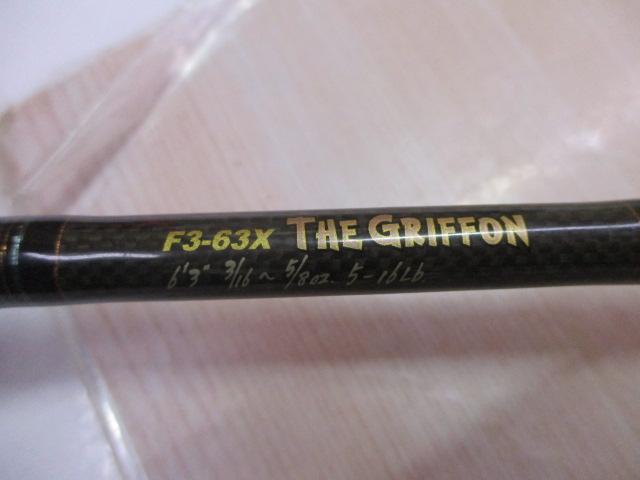 F3-63X THE GRIFFON
6'3" 3/16~5/8oz. 5-16Lb.